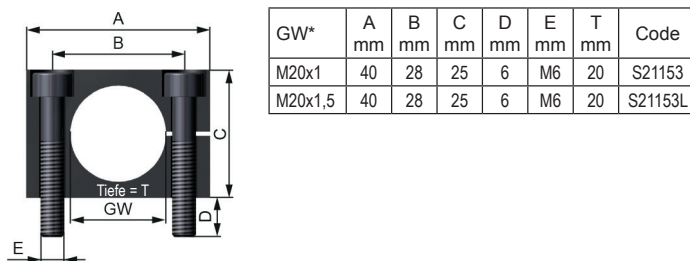 A
B
C
Tiefe = T
GW
D
E
GW* A mm B mm C mm D mm E mm T mm Code
M20x1 40 28 25 6 M6 20 S21153
M20x1,5 40 28 25 6 M6 20 S21153L